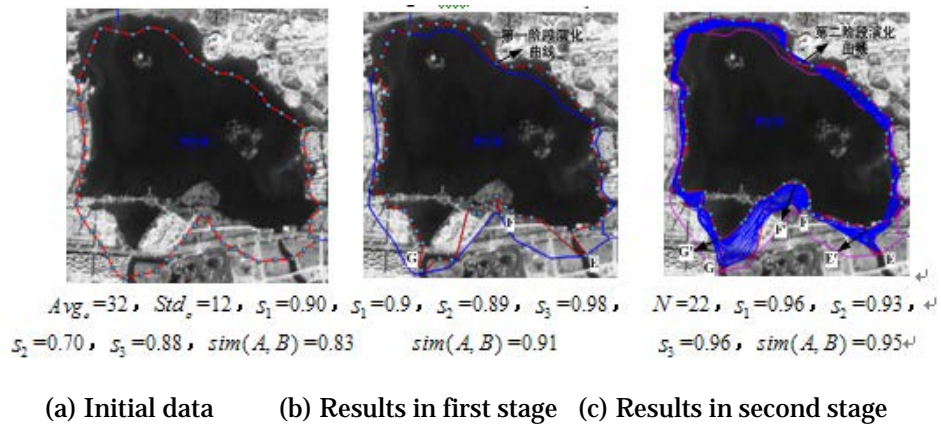 第一阶段演化
曲线
第二阶段演化
曲线
G
F
E
G'
F'
F
E'
G
E
Avg_e=32，Std_e=12，s_1=0.90，
s_2=0.70，s_3=0.88，sim(A,B)=0.83
s_1=0.9，s_2=0.89，s_3=0.98，
sim(A,B)=0.91
N=22，s_1=0.96，s_2=0.93，
s_3=0.96，sim(A,B)=0.95
(a) Initial data
(b) Results in first stage
(c) Results in second stage